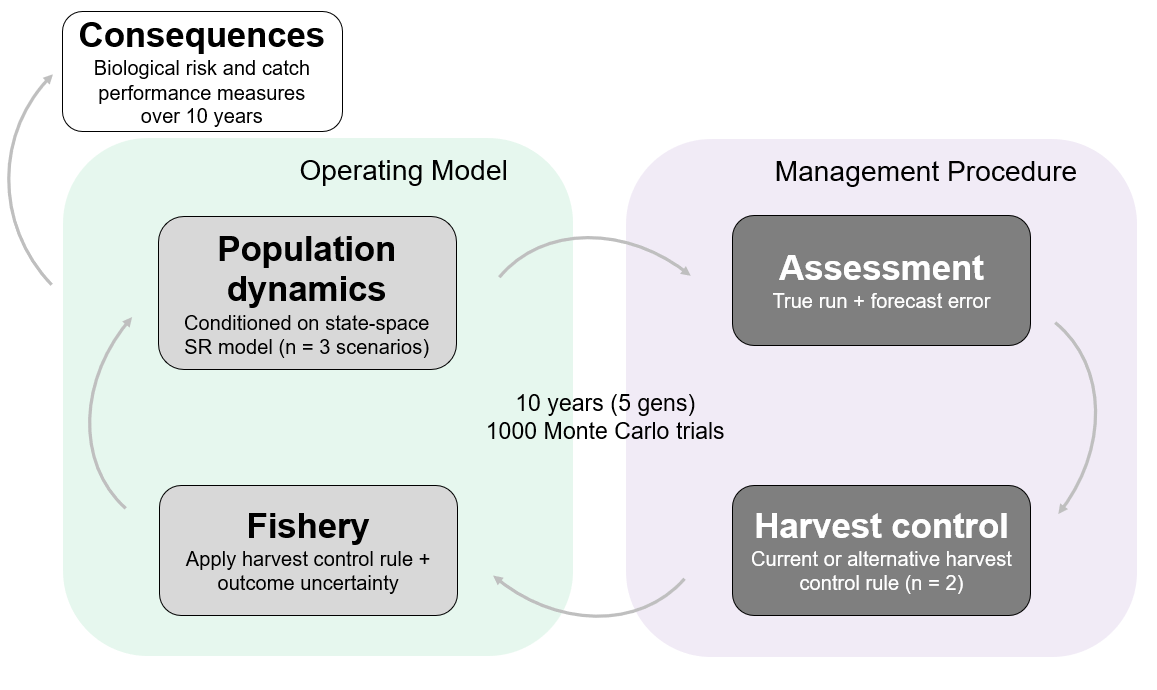 Consequences
Biological risk and catch
performance measures
over 10 years
Operating Model
Population
dynamics
Conditioned on state-space
SR model (n = 3 scenarios)
Management Procedure
Assessment
True run + forecast error
10 years (5 gens)
1000 Monte Carlo trials
Fishery
Apply harvest control rule +
outcome uncertainty
Harvest control
Current or alternative harvest
control rule (n = 2)